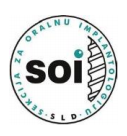 SEKCIJA ZA ORALNU IMPLANTOLOGIJU
SOI
S·L·D·